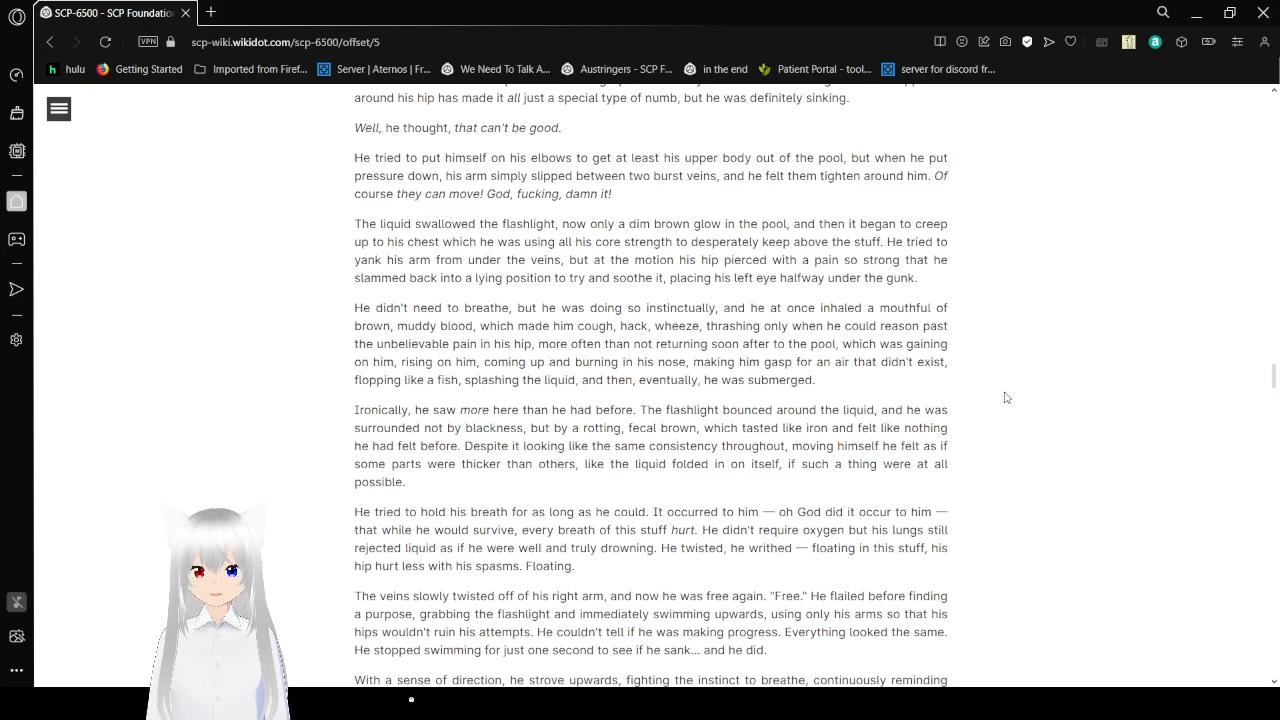 SCP-6500 - SCP Foundatio
scp-wiki.wikidot.com/scp-6500/offset/5
VPN
hulu
Getting Started
Imported from Firef...
Server | Aternos | Fr...
We Need To Talk A...
Austringers - SCP F...
in the end
Patient Portal - tool...
server for discord fr...
around his hip has made it all just a special type of numb, but he was definitely sinking.
Well, he thought, that can't be good.
He tried to put himself on his elbows to get at least his upper body out of the pool, but when he put
pressure down, his arm simply slipped between two burst veins, and he felt them tighten around him. Of
course they can move! God, fucking, damn it!
The liquid swallowed the flashlight, now only a dim brown glow in the pool, and then it began to creep
up to his chest which he was using all his core strength to desperately keep above the stuff. He tried to
yank his arm from under the veins, but at the motion his hip pierced with a pain so strong that he
slammed back into a lying position to try and soothe it, placing his left eye halfway under the gunk.
He didn't need to breathe, but he was doing so instinctually, and he at once inhaled a mouthful of
brown, muddy blood, which made him cough, hack, wheeze, thrashing only when he could reason past
the unbelievable pain in his hip, more often than not returning soon after to the pool, which was gaining
on him, rising on him, coming up and burning in his nose, making him gasp for an air that didn't exist,
flopping like a fish, splashing the liquid, and then, eventually, he was submerged.
Ironically, he saw more here than he had before. The flashlight bounced around the liquid, and he was
surrounded not by blackness, but by a rotting, fecal brown, which tasted like iron and felt like nothing
he had felt before. Despite it looking like the same consistency throughout, moving himself he felt as if
some parts were thicker than others, like the liquid folded in on itself, if such a thing were at all
possible.
He tried to hold his breath for as long as he could. It occurred to him — oh God did it occur to him —
that while he would survive, every breath of this stuff hurt. He didn't require oxygen but his lungs still
rejected liquid as if he were well and truly drowning. He twisted, he writhed — floating in this stuff, his
hip hurt less with his spasms. Floating.
The veins slowly twisted off of his right arm, and now he was free again. "Free." He flailed before finding
a purpose, grabbing the flashlight and immediately swimming upwards, using only his arms so that his
hips wouldn't ruin his attempts. He couldn't tell if he was making progress. Everything looked the same.
He stopped swimming for just one second to see if he sank... and he did.
With a sense of direction, he strove upwards, fighting the instinct to breathe, continuously reminding